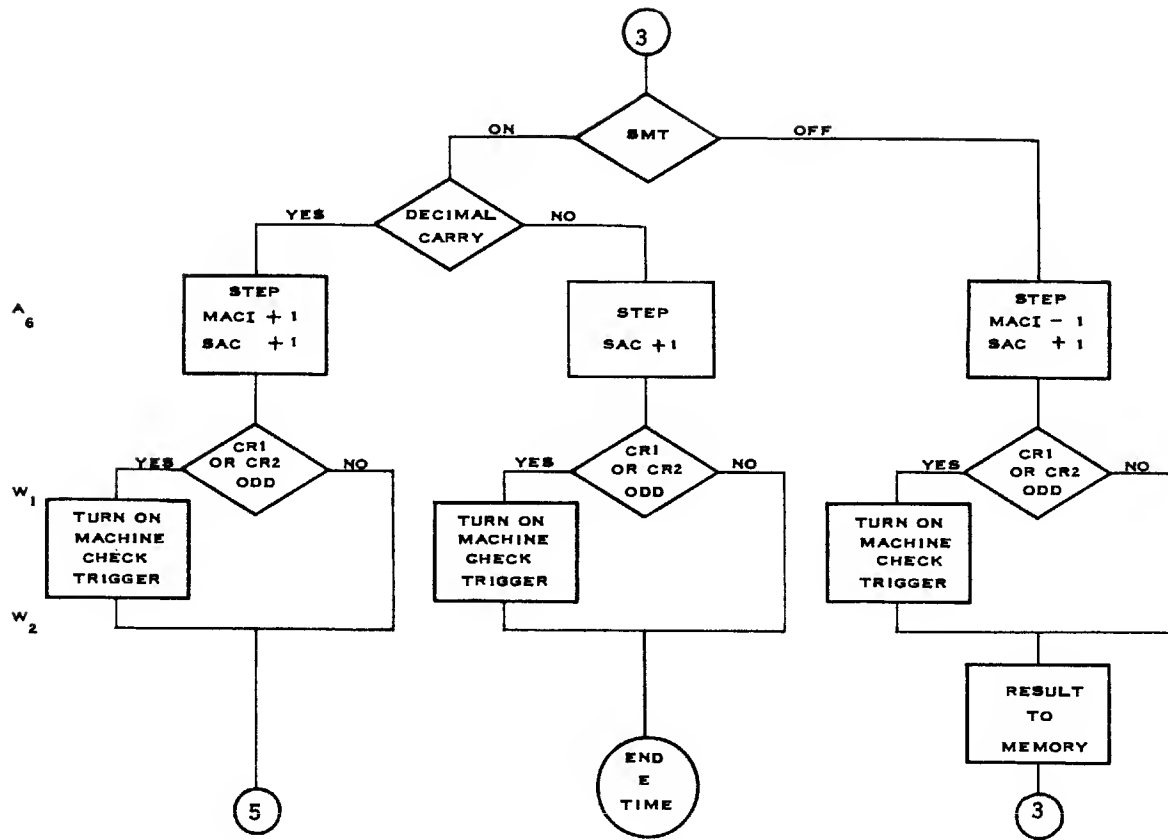 3
SMT
ON
OFF
DECIMAL
CARRY
YES
NO
A6
STEP
MACI + 1
SAC + 1
STEP
SAC + 1
STEP
MACI - 1
SAC + 1
CR1
OR CR2
ODD
YES
NO
CR1
OR CR2
ODD
YES
NO
CR1
OR CR2
ODD
YES
NO
W1
TURN ON
MACHINE
CHECK
TRIGGER
TURN ON
MACHINE
CHECK
TRIGGER
TURN ON
MACHINE
CHECK
TRIGGER
W2
RESULT
TO
MEMORY
5
END
E
TIME
3